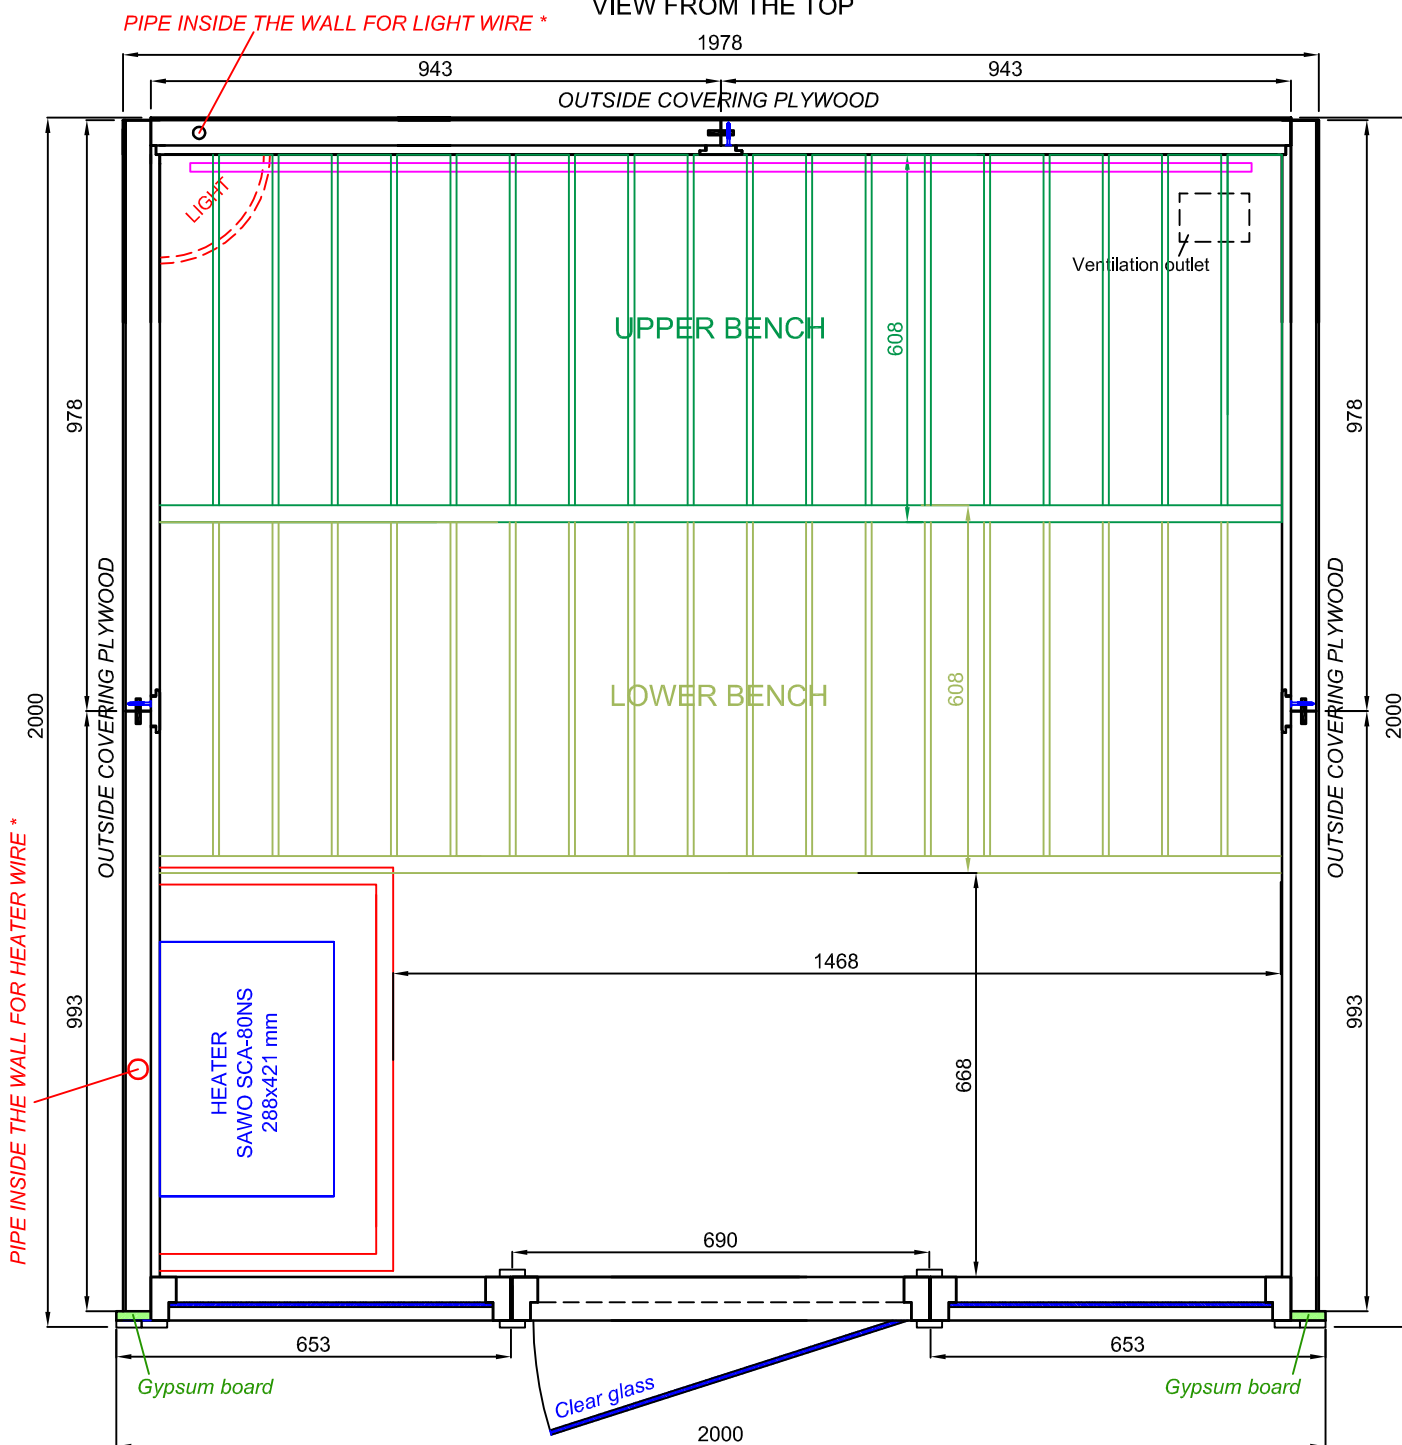 VIEW FROM THE TOP
PIPE INSIDE THE WALL FOR LIGHT WIRE *
1978
943
943
OUTSIDE COVERING PLYWOOD
LIGHT
Ventilation outlet
UPPER BENCH
608
978
978
OUTSIDE COVERING PLYWOOD
OUTSIDE COVERING PLYWOOD
LOWER BENCH
608
2000
2000
PIPE INSIDE THE WALL FOR HEATER WIRE *
1468
993
993
HEATER
SAWO SCA-80NS
288x421 mm
668
690
653
653
Gypsum board
Clear glass
Gypsum board
2000